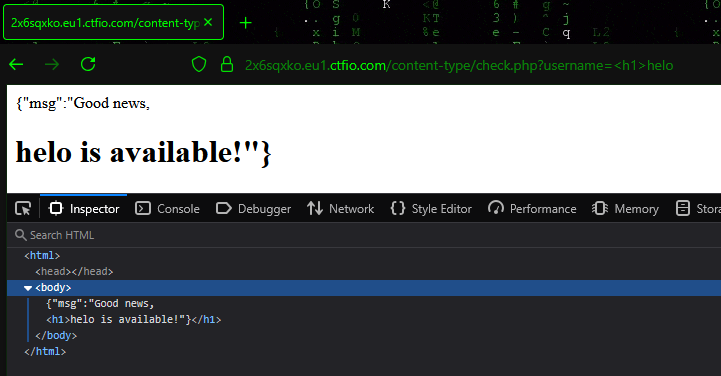 2x6sqxko.eu1.ctfio.com/content-typ
2x6sqxko.eu1.ctfio.com/content-type/check.php?username=<h1>helo
{"msg":"Good news,
helo is available!"}
Inspector Console Debugger Network Style Editor Performance Memory Stora
Search HTML
<html>
<head></head>
<body>
{"msg":"Good news,
<h1>helo is available!"}</h1>
</body>
</html>